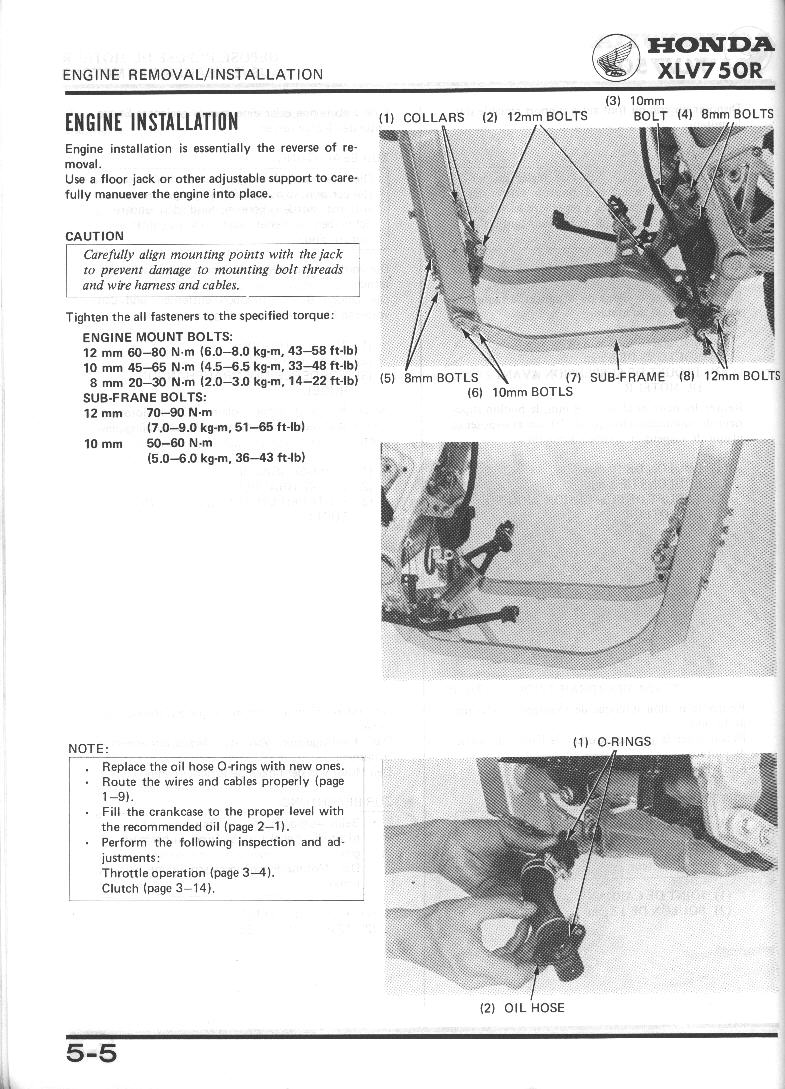 HONDA
XLV750R
ENGINE REMOVAL/INSTALLATION
ENGINE INSTALLATION
Engine installation is essentially the reverse of re-
moval.
Use a floor jack or other adjustable support to care-
fully manuever the engine into place.
CAUTION
Carefully align mounting points with the jack
to prevent damage to mounting bolt threads
and wire harness and cables.
Tighten the all fasteners to the specified torque:
ENGINE MOUNT BOLTS:
12 mm 60–80 N·m (6.0–8.0 kg-m, 43–58 ft-lb)
10 mm 45–65 N·m (4.5–6.5 kg-m, 33–48 ft-lb)
8 mm 20–30 N·m (2.0–3.0 kg-m, 14–22 ft-lb)
SUB-FRANE BOLTS:
12 mm 70–90 N·m
(7.0–9.0 kg-m, 51–65 ft-lb)
10 mm 50–60 N·m
(5.0–6.0 kg-m, 36–43 ft-lb)
(1) COLLARS (2) 12mm BOLTS (3) 10mm
BOLT (4) 8mm BOLTS
(5) 8mm BOTLS (7) SUB-FRAME (8) 12mm BOLTS
(6) 10mm BOTLS
NOTE:
. Replace the oil hose O-rings with new ones.
· Route the wires and cables properly (page
1–9).
· Fill the crankcase to the proper level with
the recommended oil (page 2–1).
· Perform the following inspection and ad-
justments:
Throttle operation (page 3–4).
Clutch (page 3–14).
(1) O-RINGS
(2) OIL HOSE
5-5